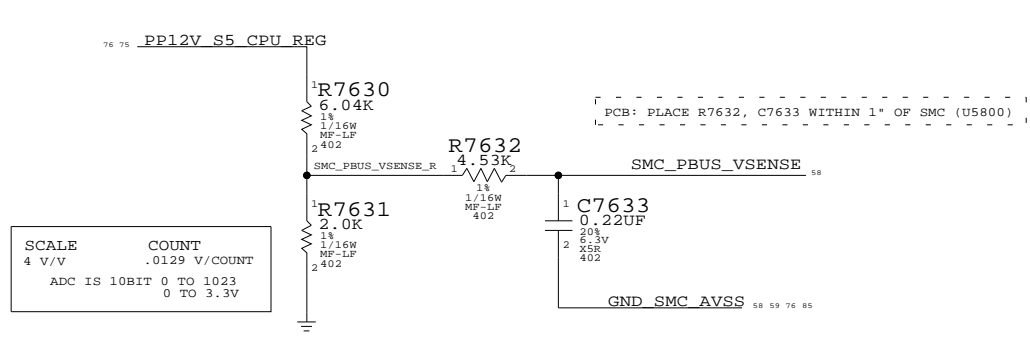 76 75 PP12V_S5_CPU_REG
1 R7630
6.04K
1%
1/16W
MF-LF
2 402
PCB: PLACE R7632, C7633 WITHIN 1" OF SMC (U5800)
SMC_PBUS_VSENSE_R
R7632
4.53K
1 2
1%
1/16W
MF-LF
402
SMC_PBUS_VSENSE 58
1 R7631
2.0K
1%
1/16W
MF-LF
2 402
1 C7633
0.22UF
20%
2 6.3V
X5R
402
SCALE COUNT
4 V/V .0129 V/COUNT
ADC IS 10BIT 0 TO 1023
0 TO 3.3V
GND_SMC_AVSS 58 59 76 85